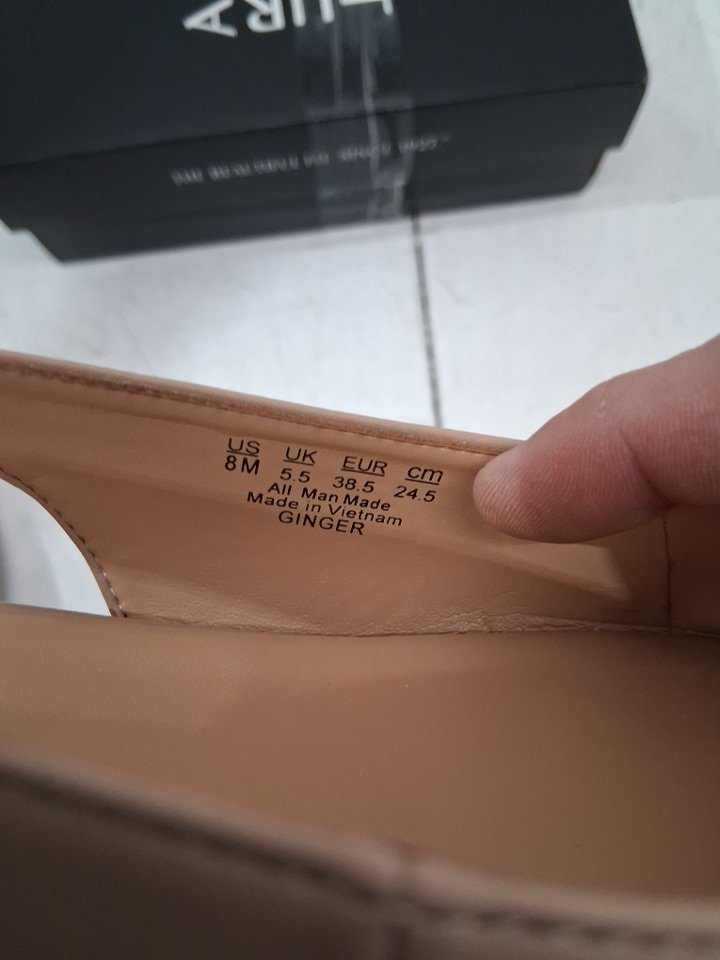 US UK EUR cm
8M 5.5 38.5 24.5
All Man Made
Made in Vietnam
GINGER